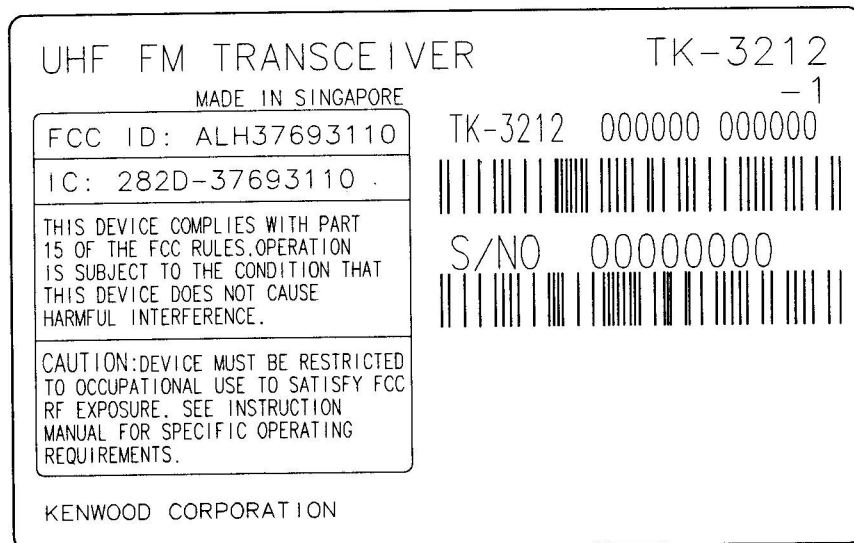 UHF FM TRANSCEIVER
TK-3212
-1
MADE IN SINGAPORE
FCC ID: ALH37693110
IC: 282D-37693110
THIS DEVICE COMPLIES WITH PART
15 OF THE FCC RULES.OPERATION
IS SUBJECT TO THE CONDITION THAT
THIS DEVICE DOES NOT CAUSE
HARMFUL INTERFERENCE.
CAUTION:DEVICE MUST BE RESTRICTED
TO OCCUPATIONAL USE TO SATISFY FCC
RF EXPOSURE. SEE INSTRUCTION
MANUAL FOR SPECIFIC OPERATING
REQUIREMENTS.
KENWOOD CORPORATION
TK-3212 000000 000000
S/NO 00000000